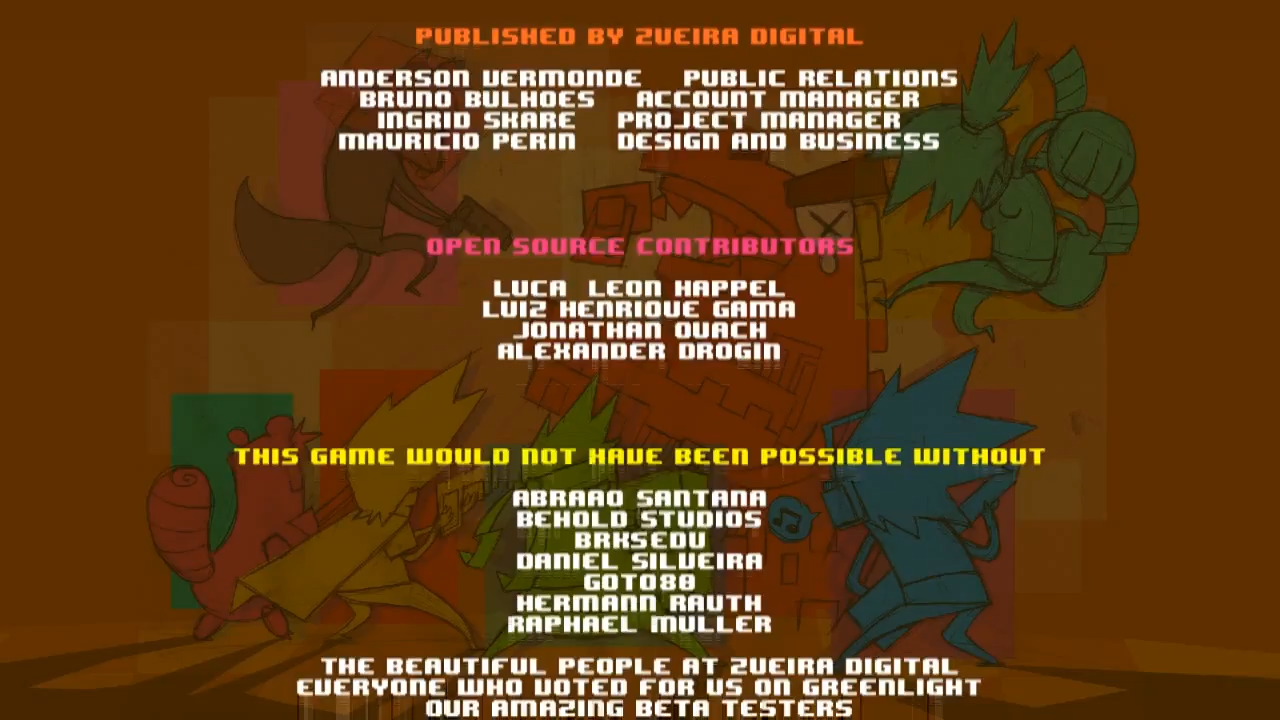 PUBLISHED BY ZUEIRA DIGITAL
ANDERSON VERMONDE PUBLIC RELATIONS
BRUNO BULHOES ACCOUNT MANAGER
INGRID SKARE PROJECT MANAGER
MAURICIO PERIN DESIGN AND BUSINESS
OPEN SOURCE CONTRIBUTORS
LUCA LEON HAPPEL
LUIZ HENRIQUE GAMA
JONATHAN QUACH
ALEXANDER DROGIN
THIS GAME WOULD NOT HAVE BEEN POSSIBLE WITHOUT
ABRAAO SANTANA
BEHOLD STUDIOS
BRKSEDU
DANIEL SILVEIRA
GOTO80
HERMANN RAUTH
RAPHAEL MULLER
THE BEAUTIFUL PEOPLE AT ZUEIRA DIGITAL
EVERYONE WHO VOTED FOR US ON GREENLIGHT
OUR AMAZING BETA TESTERS